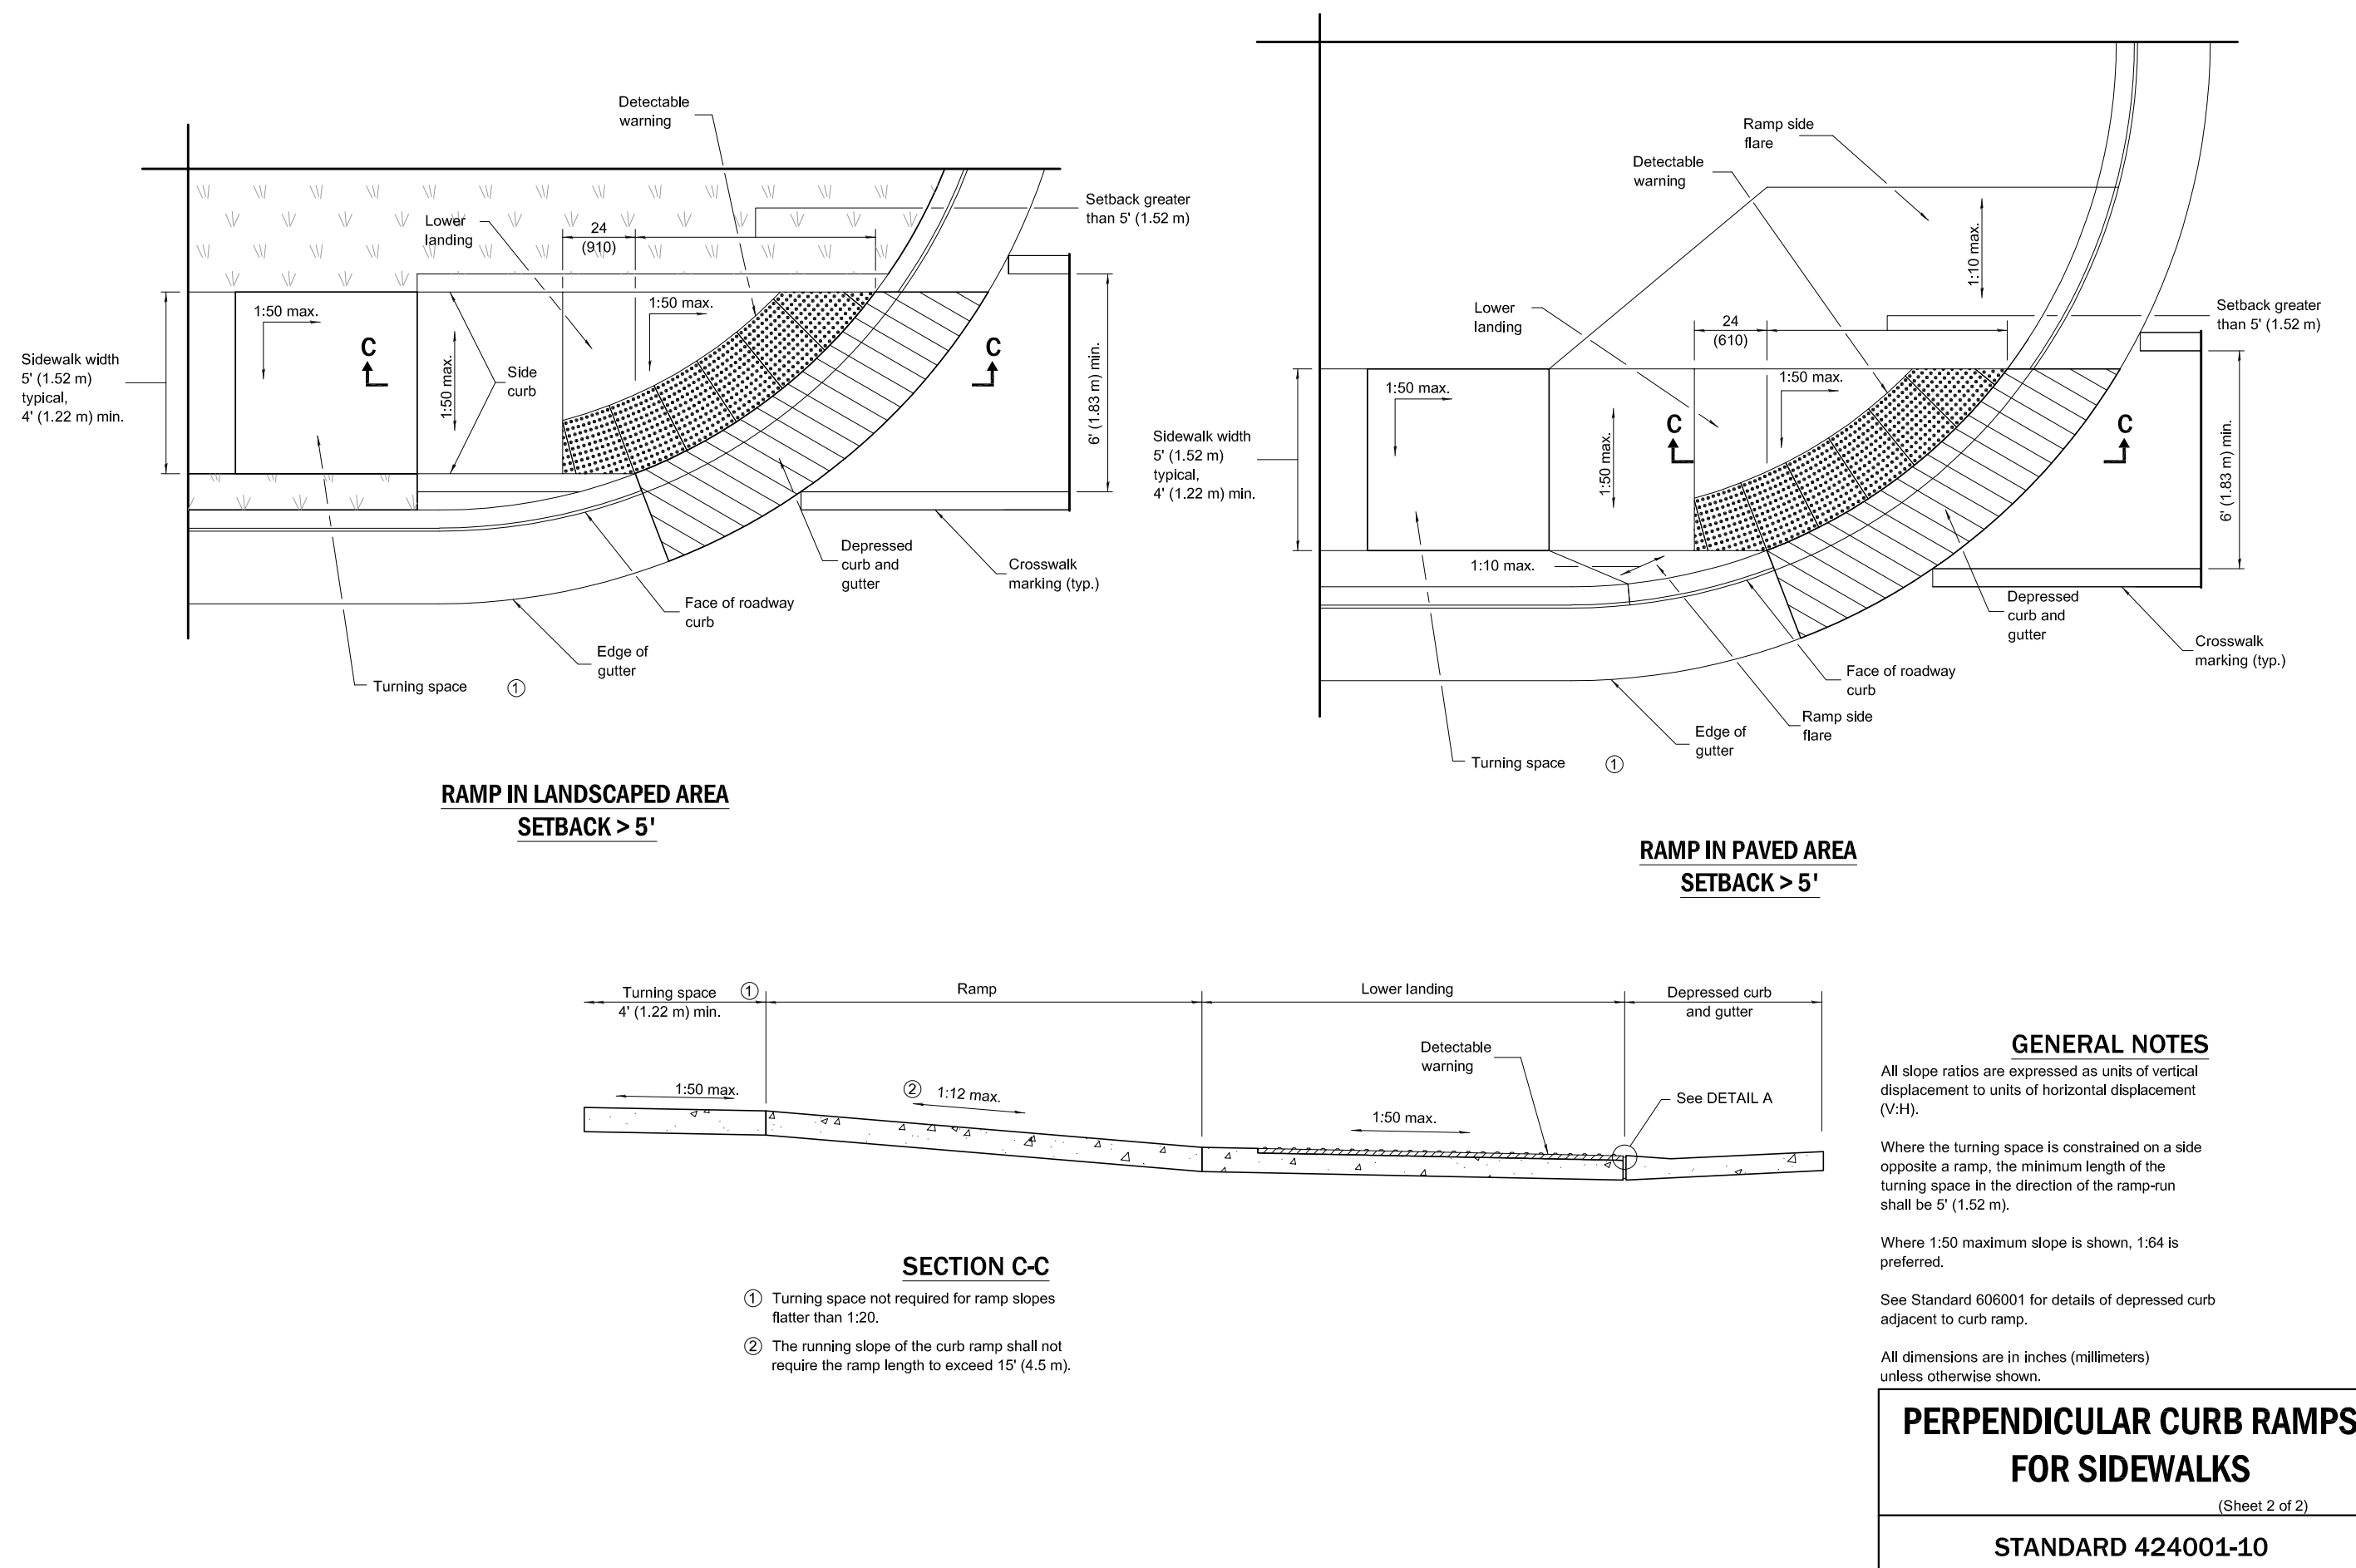 Detectable
warning
Lower
landing
24
(910)
Setback greater
than 5' (1.52 m)
1:50 max.
1:50 max.
Sidewalk width
5' (1.52 m)
typical,
4' (1.22 m) min.
C
C
1:50 max.
Side
curb
6' (1.83 m) min.
Depressed
curb and
gutter
Crosswalk
marking (typ.)
Face of roadway
curb
Edge of
gutter
Turning space ①
RAMP IN LANDSCAPED AREA
SETBACK > 5'
Ramp side
flare
Detectable
warning
1:10 max.
Lower
landing
24
(610)
Setback greater
than 5' (1.52 m)
1:50 max.
1:50 max.
Sidewalk width
5' (1.52 m)
typical,
4' (1.22 m) min.
C
C
1:50 max.
6' (1.83 m) min.
1:10 max.
Depressed
curb and
gutter
Crosswalk
marking (typ.)
Face of roadway
curb
Ramp side
flare
Edge of
gutter
Turning space ①
RAMP IN PAVED AREA
SETBACK > 5'
Turning space ①
4' (1.22 m) min.
Ramp
Lower landing
Depressed curb
and gutter
Detectable
warning
1:50 max.
② 1:12 max.
1:50 max.
See DETAIL A
SECTION C-C
① Turning space not required for ramp slopes
flatter than 1:20.
② The running slope of the curb ramp shall not
require the ramp length to exceed 15' (4.5 m).
GENERAL NOTES
All slope ratios are expressed as units of vertical
displacement to units of horizontal displacement
(V:H).
Where the turning space is constrained on a side
opposite a ramp, the minimum length of the
turning space in the direction of the ramp-run
shall be 5' (1.52 m).
Where 1:50 maximum slope is shown, 1:64 is
preferred.
See Standard 606001 for details of depressed curb
adjacent to curb ramp.
All dimensions are in inches (millimeters)
unless otherwise shown.
PERPENDICULAR CURB RAMPS
FOR SIDEWALKS
(Sheet 2 of 2)
STANDARD 424001-10